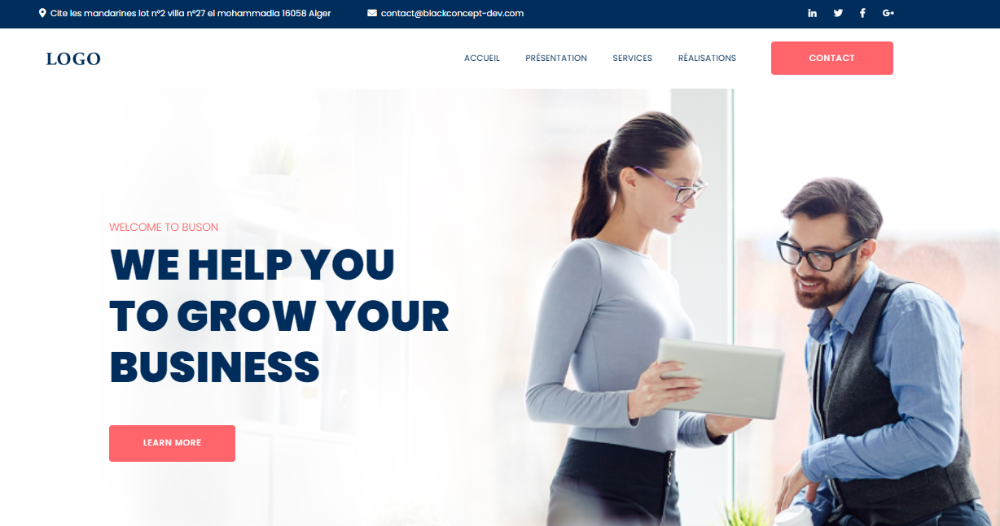 Cite les mandarines lot n°2 villa n°27 el mohammadia 16058 Alger
contact@blackconcept-dev.com
LOGO
ACCUEIL
PRÉSENTATION
SERVICES
RÉALISATIONS
CONTACT
WELCOME TO BUSON
WE HELP YOU
TO GROW YOUR
BUSINESS
LEARN MORE